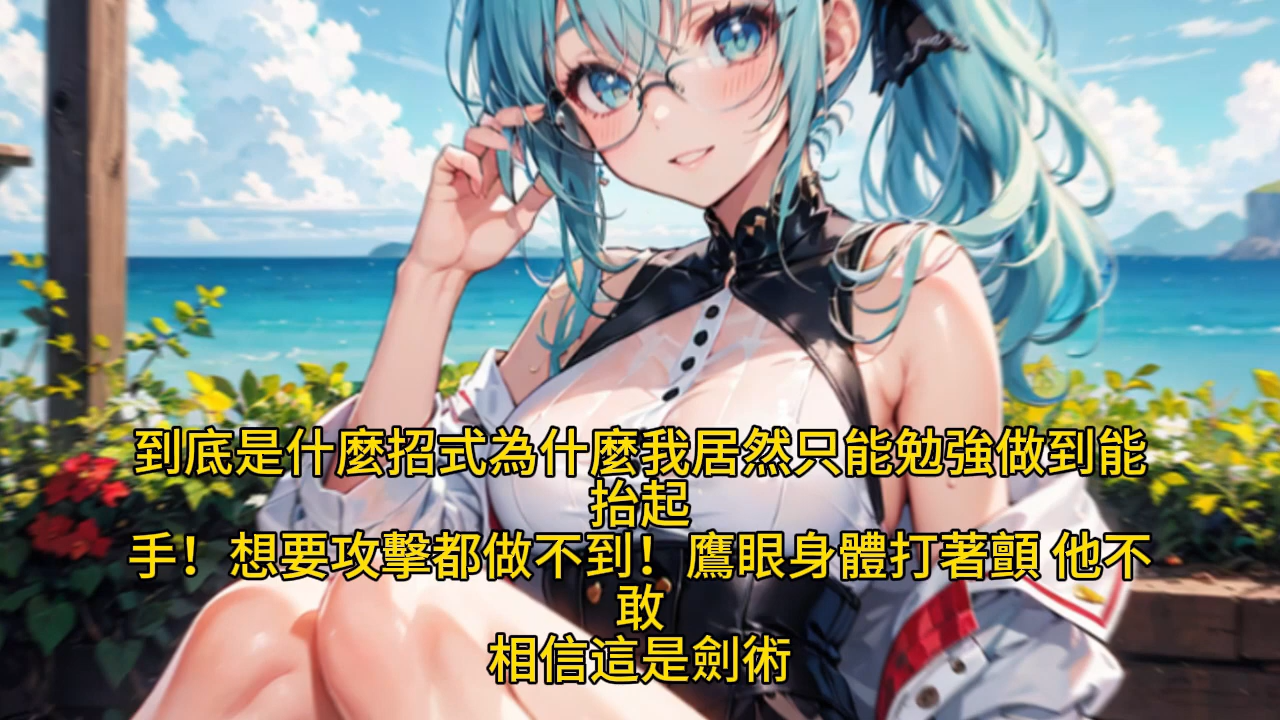 到底是什麼招式為什麼我居然只能勉強做到能
抬起
手！想要攻擊都做不到！鷹眼身體打著顫 他不
敢
相信這是劍術